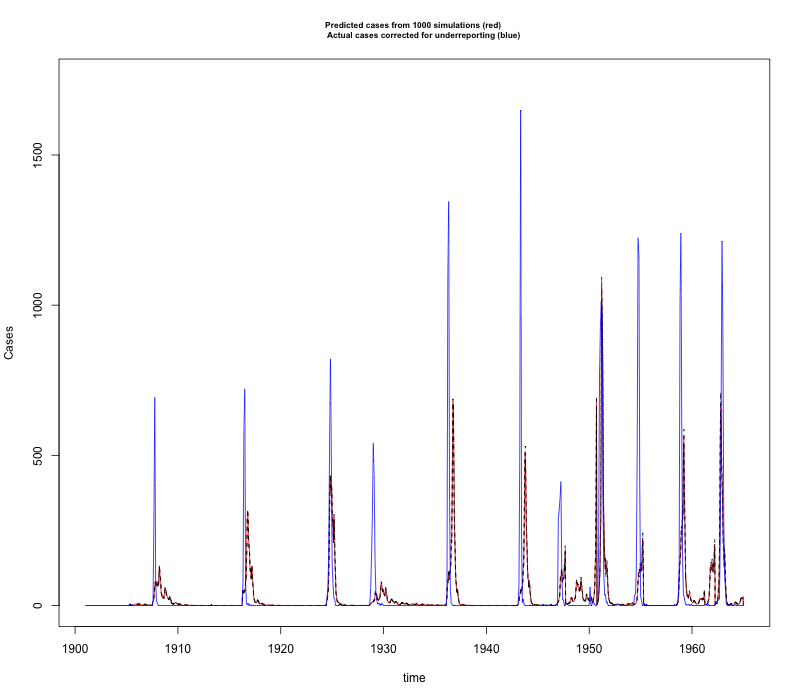 Predicted cases from 1000 simulations (red)
Actual cases corrected for underreporting (blue)
1500
1000
500
0
Cases
1900 1910 1920 1930 1940 1950 1960
time